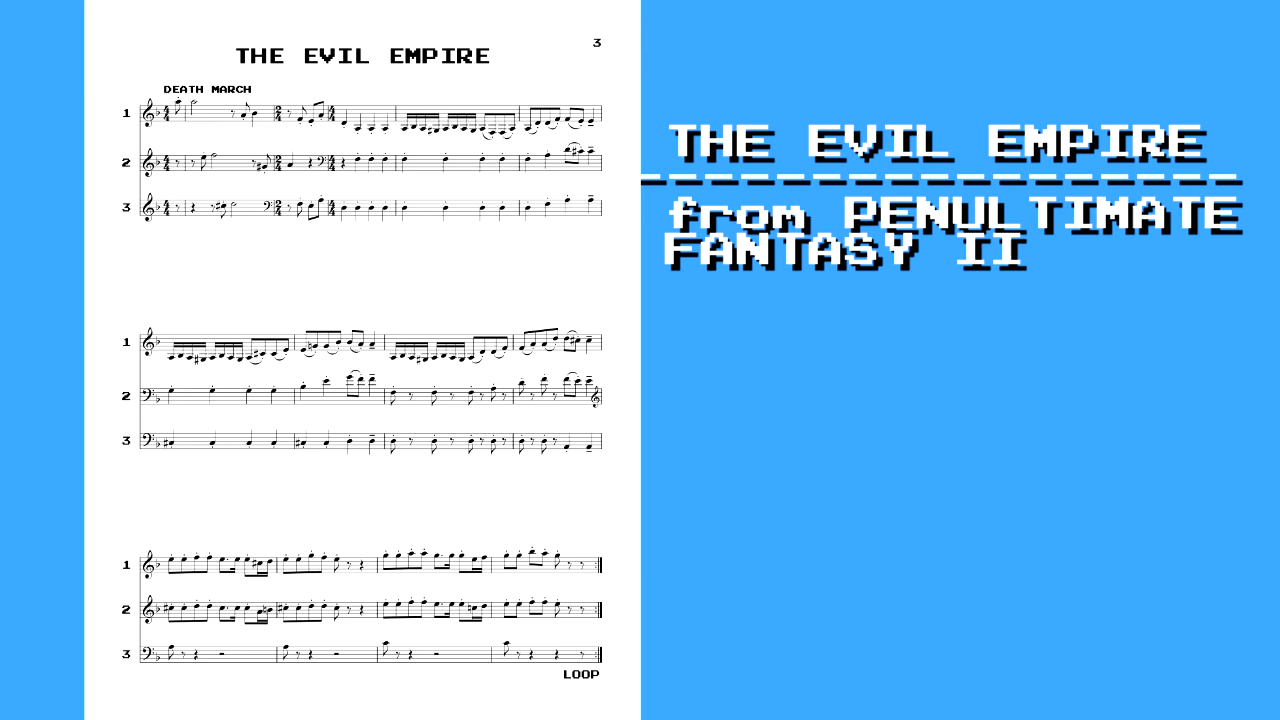 3
THE EVIL EMPIRE
DEATH MARCH
1
2
3
1
2
3
1
2
3
LOOP
THE EVIL EMPIRE
from PENULTIMATE
FANTASY II